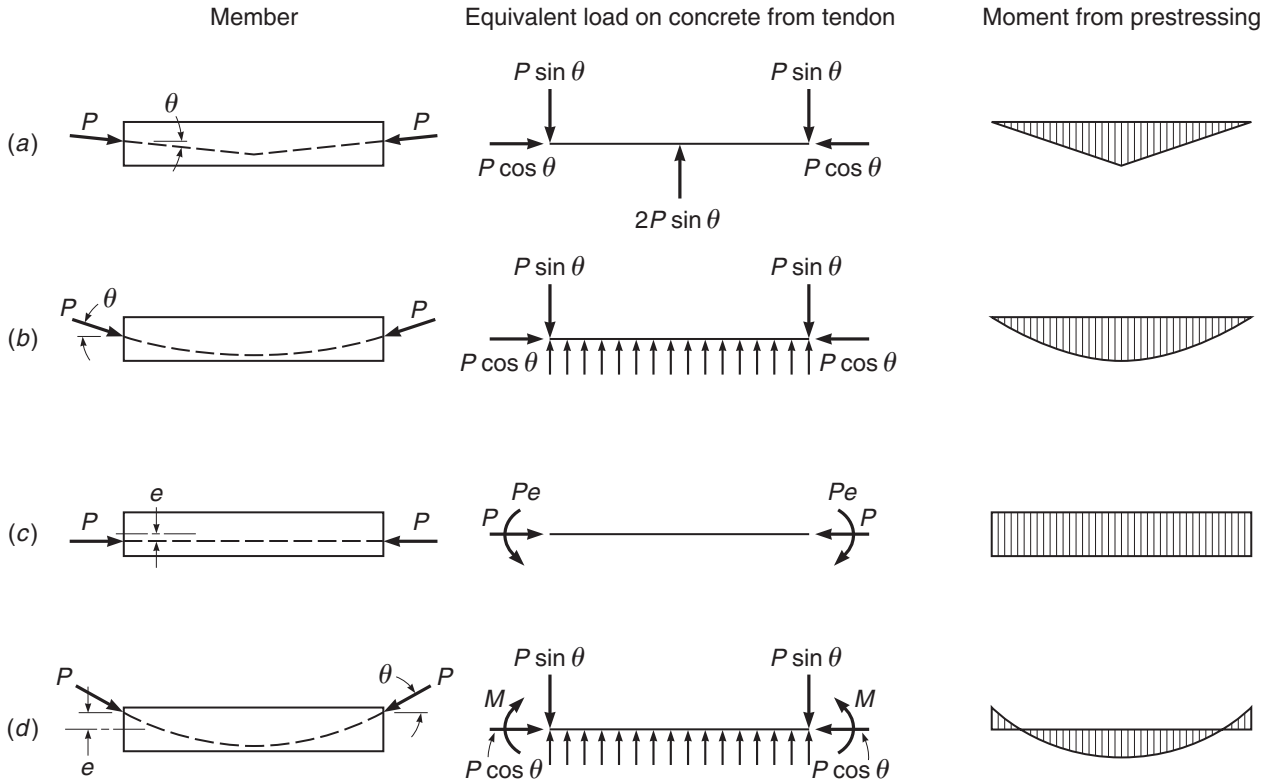 Member Equivalent load on concrete from tendon Moment from prestressing
P sin θ P sin θ
θ
P P
(a)
P cos θ P cos θ
2P sin θ
P sin θ P sin θ
P θ P
(b)
P cos θ P cos θ
e Pe Pe
P P P P
(c)
P sin θ P sin θ
P θ P
M M
(d)
e P cos θ P cos θ